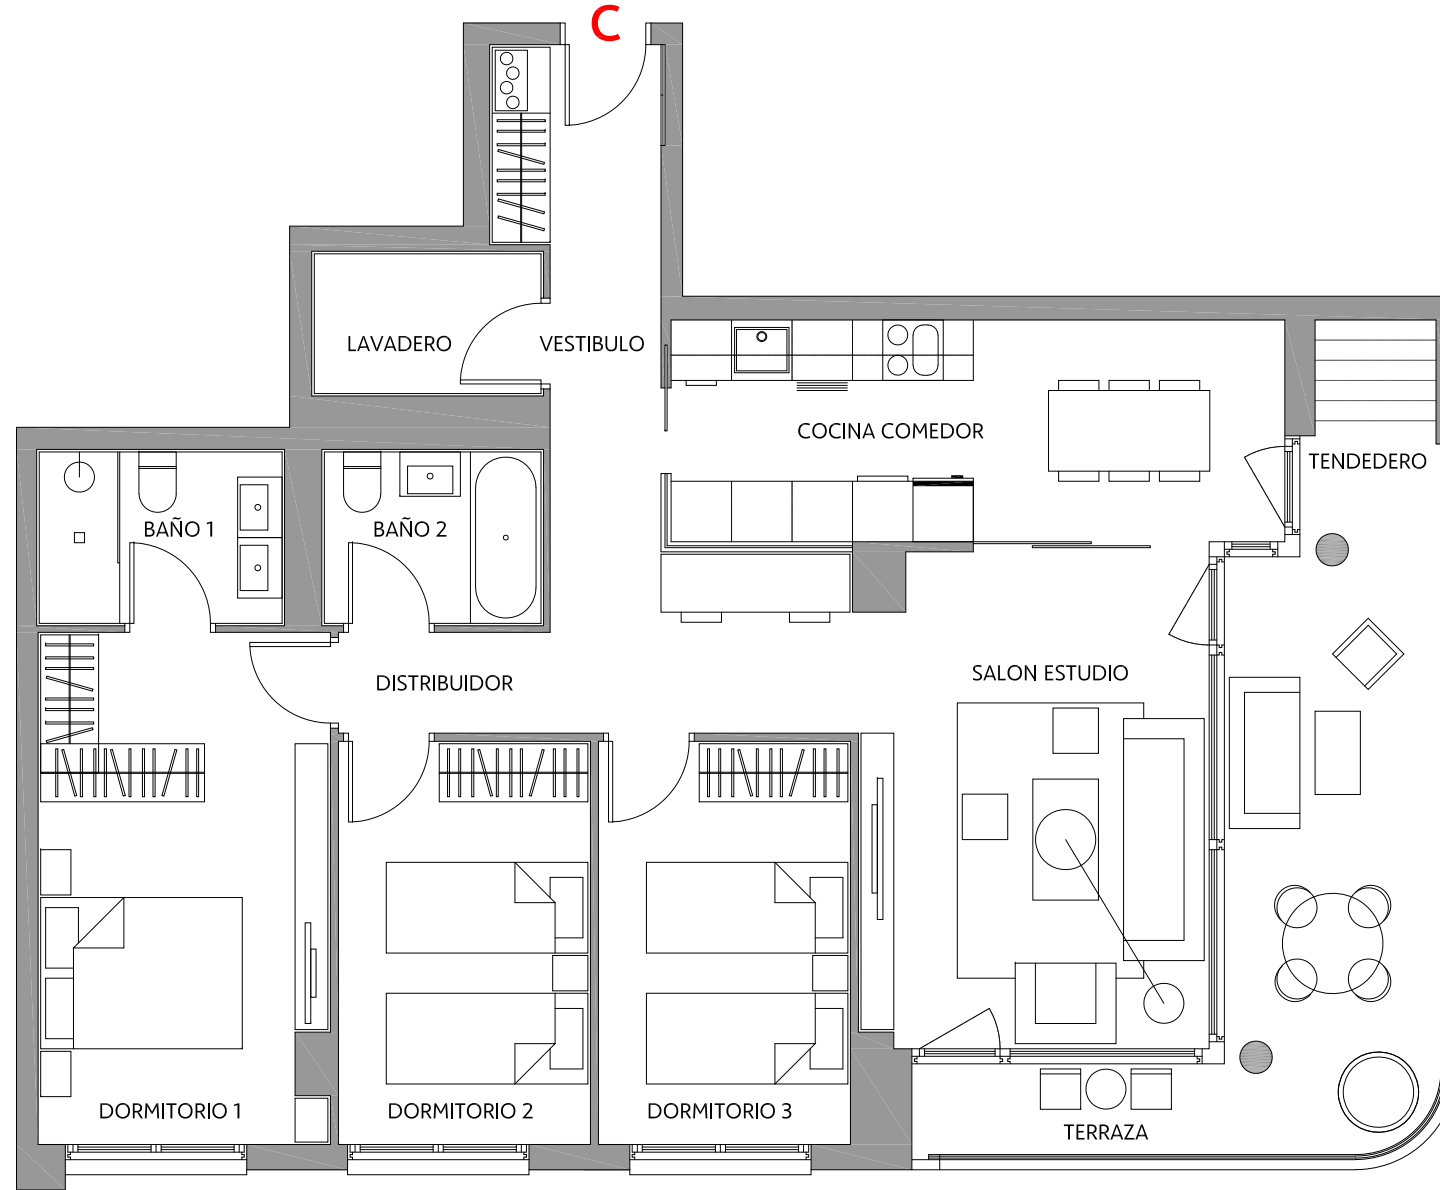 C
LAVADERO
VESTIBULO
COCINA COMEDOR
TENDEDERO
BAÑO 1
BAÑO 2
DISTRIBUIDOR
SALON ESTUDIO
DORMITORIO 1
DORMITORIO 2
DORMITORIO 3
TERRAZA